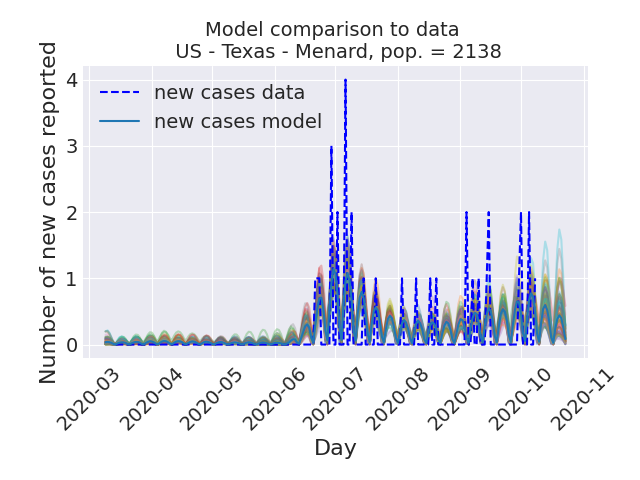 Model comparison to data
US - Texas - Menard, pop. = 2138
Number of new cases reported
4
3
2
1
0
new cases data
new cases model
2020-03
2020-04
2020-05
2020-06
2020-07
2020-08
2020-09
2020-10
2020-11
Day